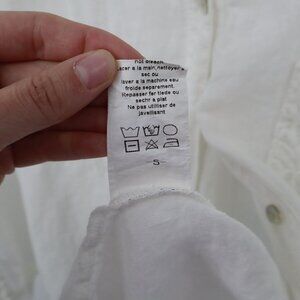 not bleach.
Lacer a la main, nettoyer a
sec ou
laver a la machine eau
froide separement.
Repasser fer tiede ou
sechr a plat
Ne pas utiliser de
javellisant
S